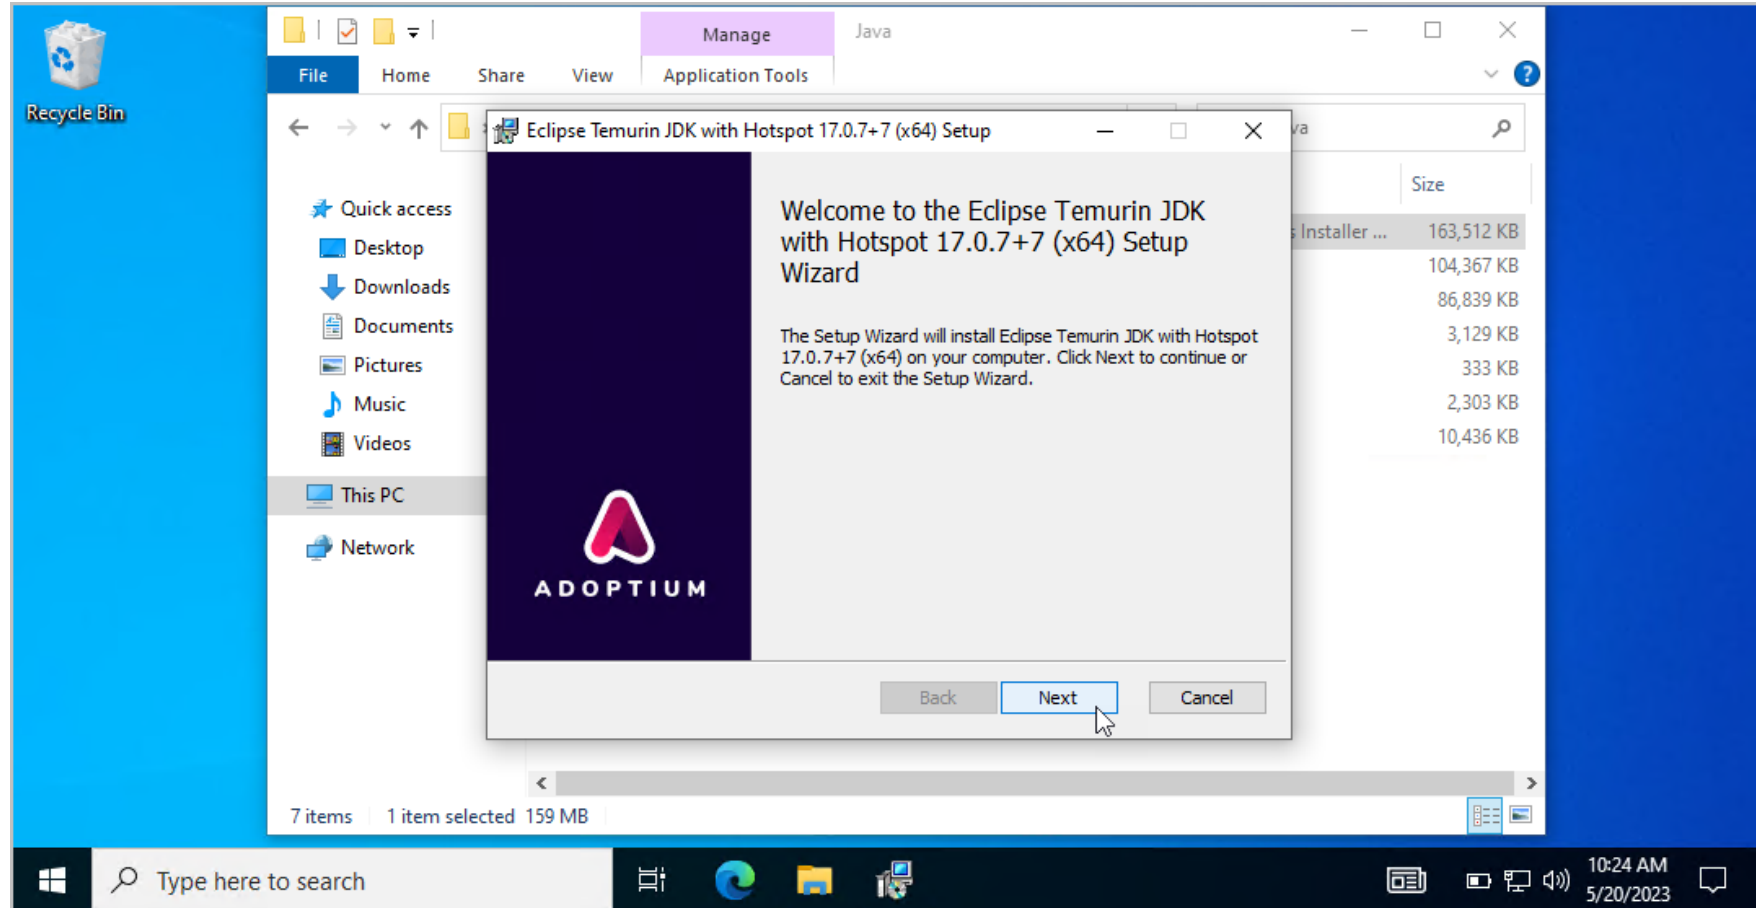 Recycle Bin
Manage
Java
File
Home
Share
View
Application Tools
?
Eclipse Temurin JDK with Hotspot 17.0.7+7 (x64) Setup
va
Size
Quick access
Desktop
Downloads
Documents
Pictures
Music
Videos
This PC
Network
Welcome to the Eclipse Temurin JDK
with Hotspot 17.0.7+7 (x64) Setup
Wizard
The Setup Wizard will install Eclipse Temurin JDK with Hotspot
17.0.7+7 (x64) on your computer. Click Next to continue or
Cancel to exit the Setup Wizard.
ADOPTIUM
s Installer ...
163,512 KB
104,367 KB
86,839 KB
3,129 KB
333 KB
2,303 KB
10,436 KB
Back
Next
Cancel
7 items
1 item selected 159 MB
Type here to search
10:24 AM
5/20/2023